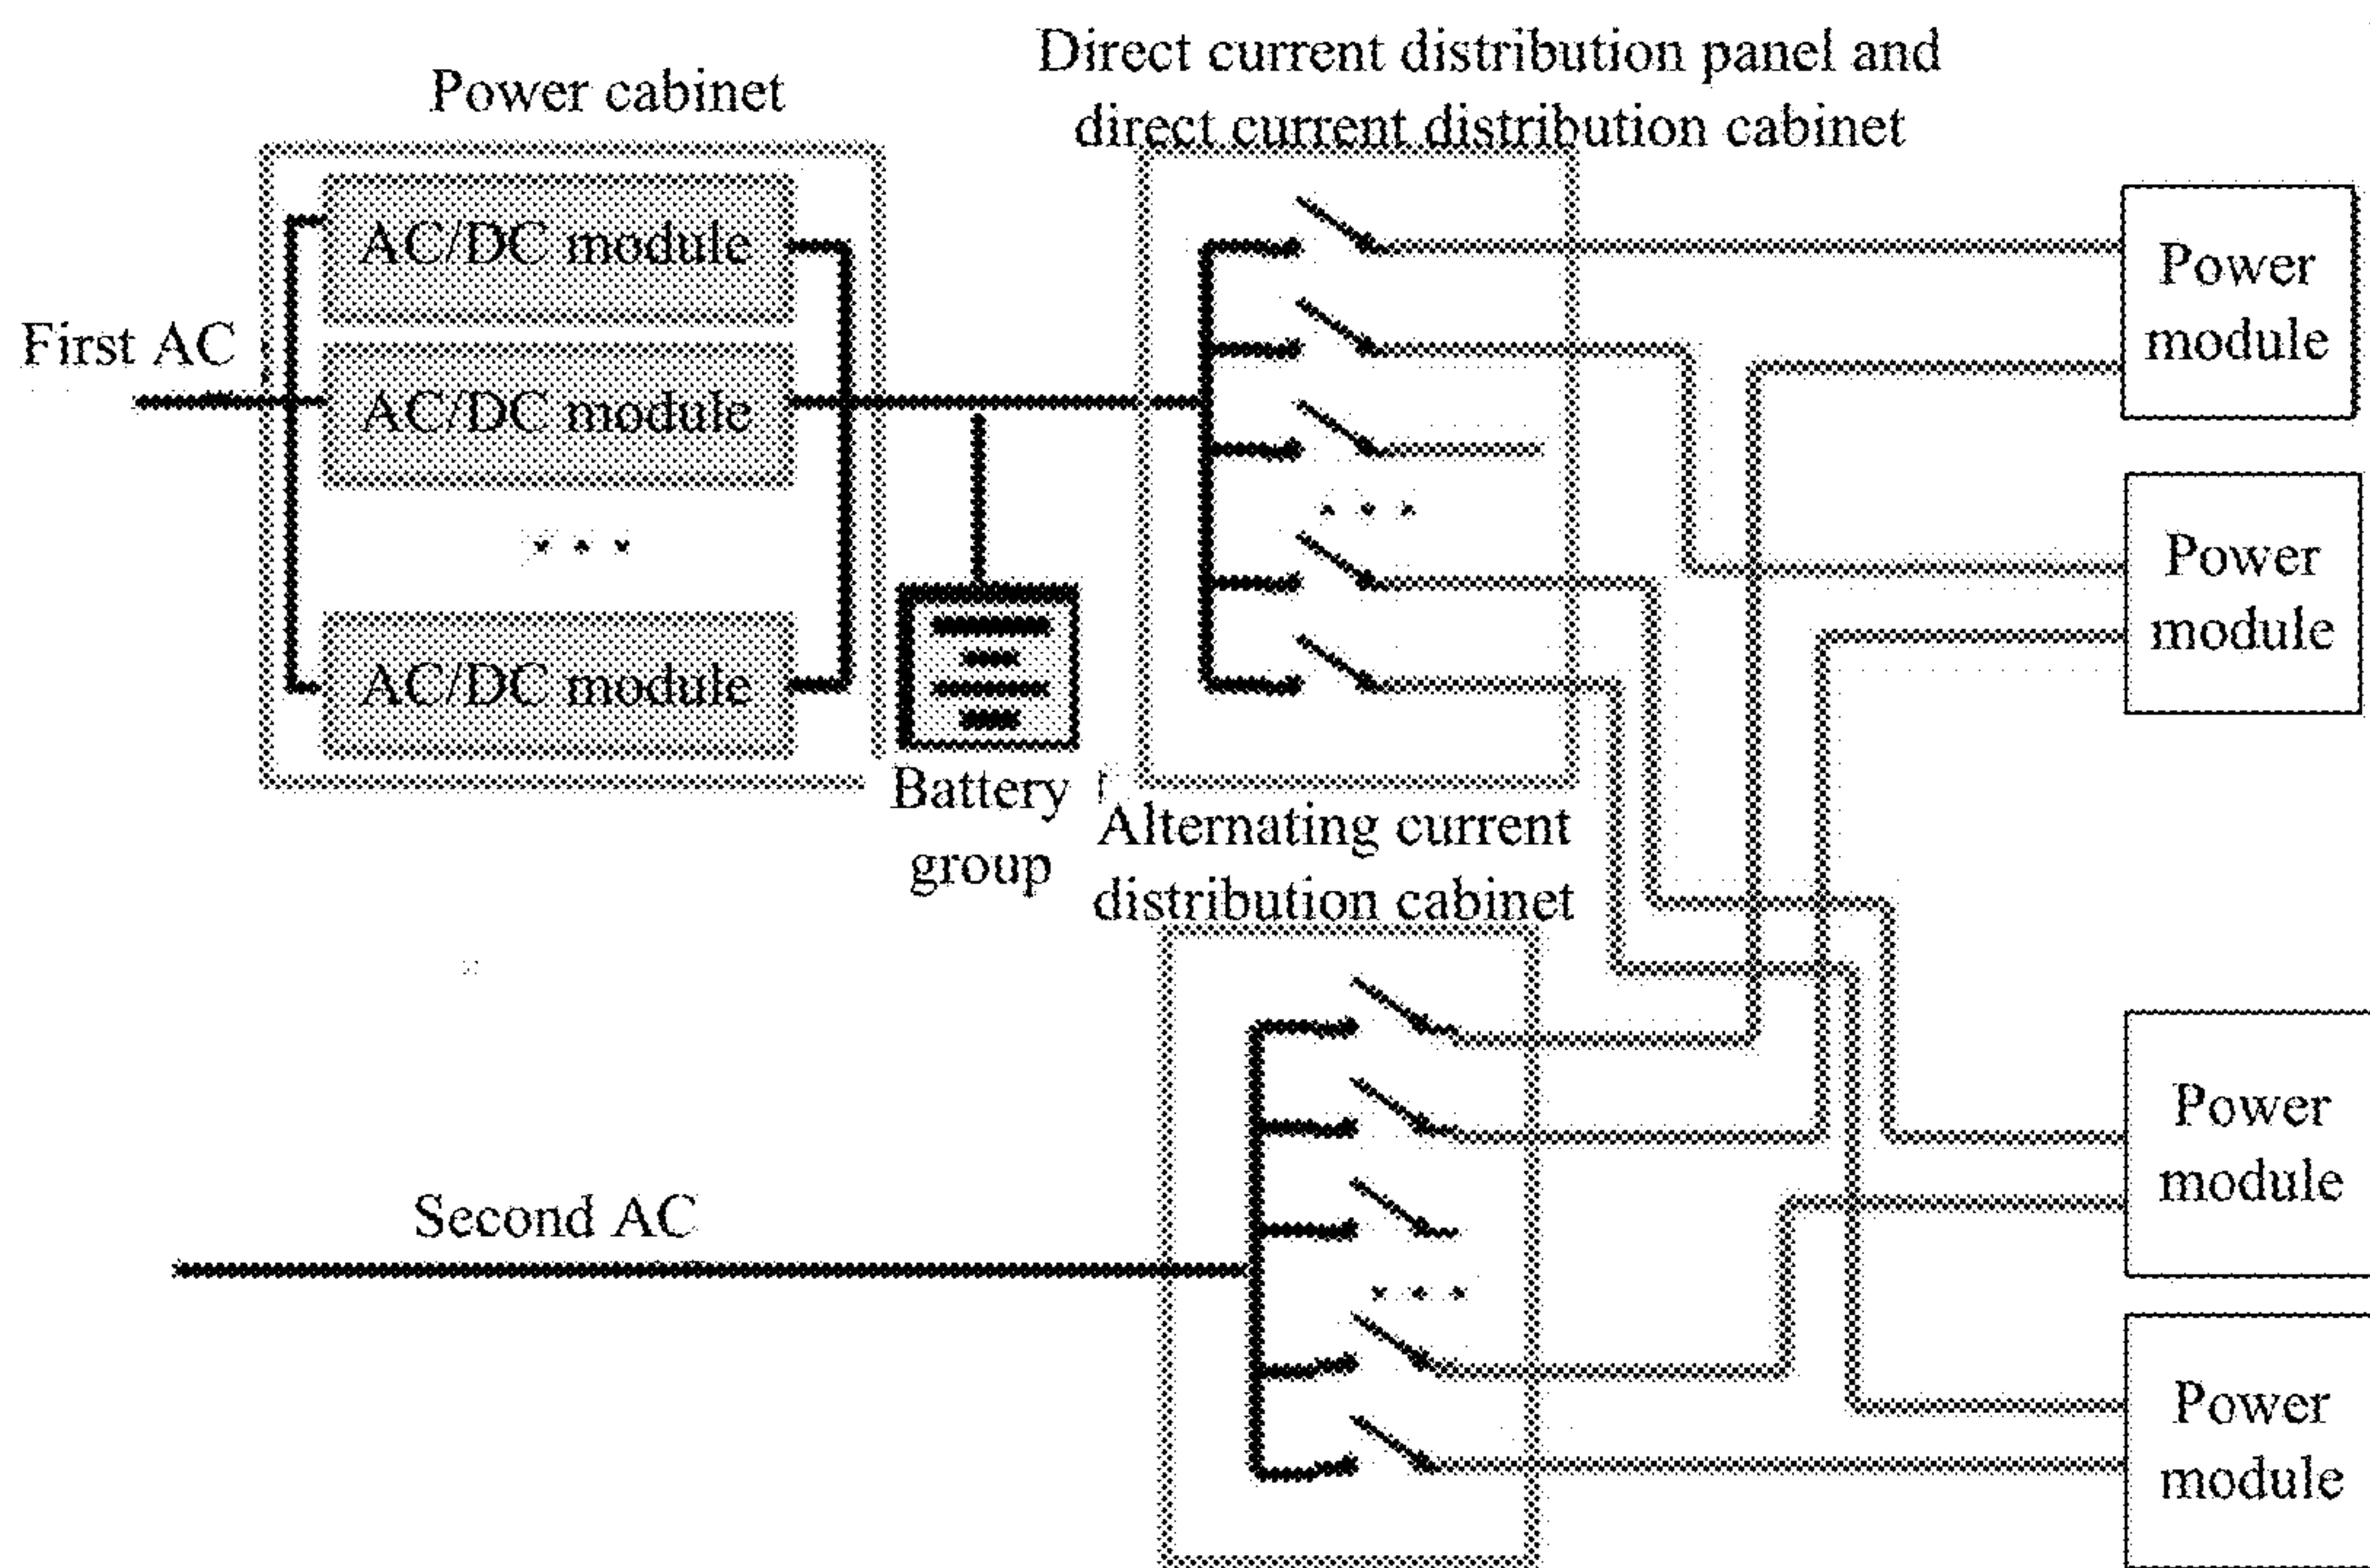 Direct current distribution panel and
direct current distribution cabinet
Power cabinet
AC/DC module
First AC
AC/DC module
AC/DC module
Battery
group
Power
module
Power
module
Alternating current
distribution cabinet
Second AC
Power
module
Power
module